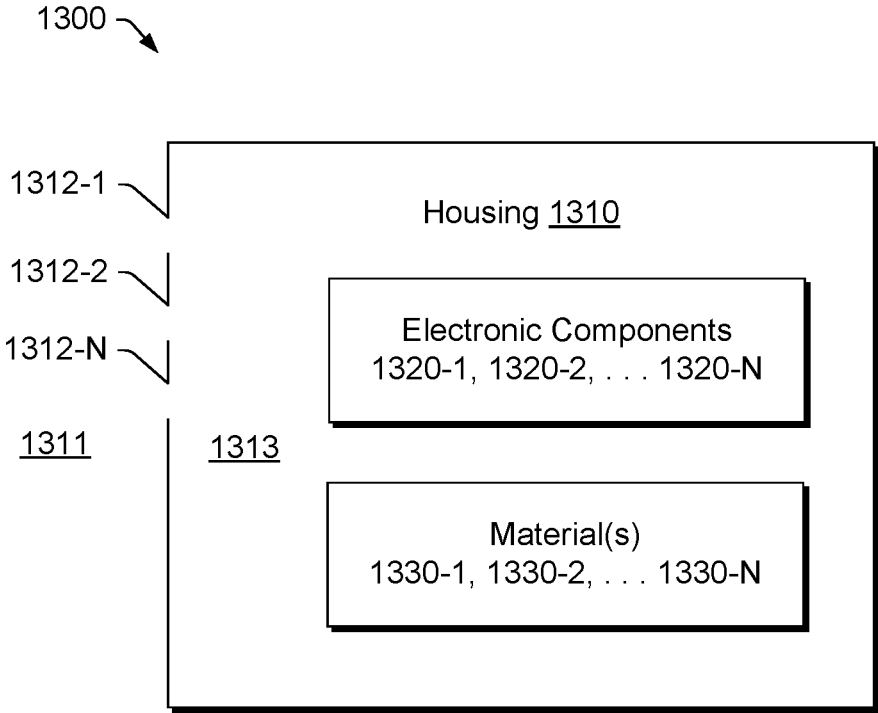 1300
1312-1
Housing 1310
1312-2
Electronic Components
1320-1, 1320-2, . . . 1320-N
1312-N
1311
1313
Material(s)
1330-1, 1330-2, . . . 1330-N